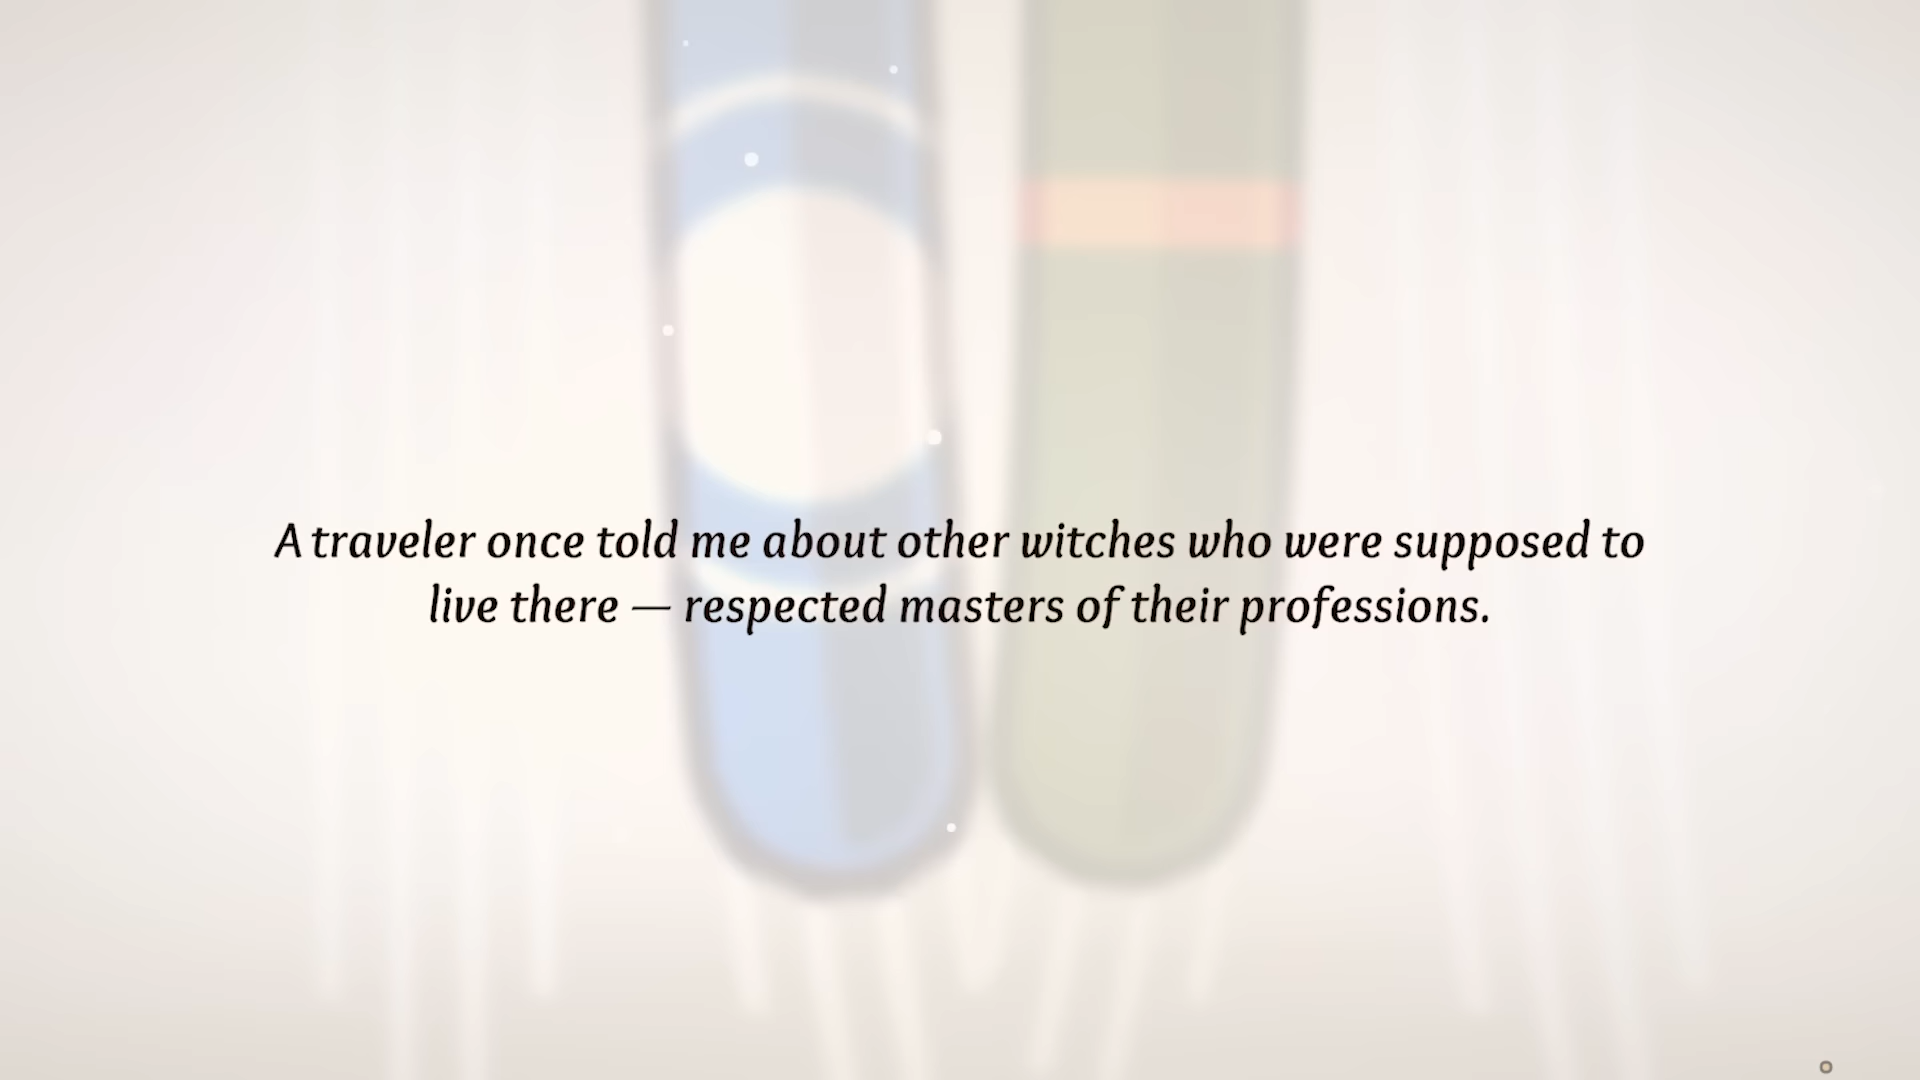 A traveler once told me about other witches who were supposed to
live there — respected masters of their professions.